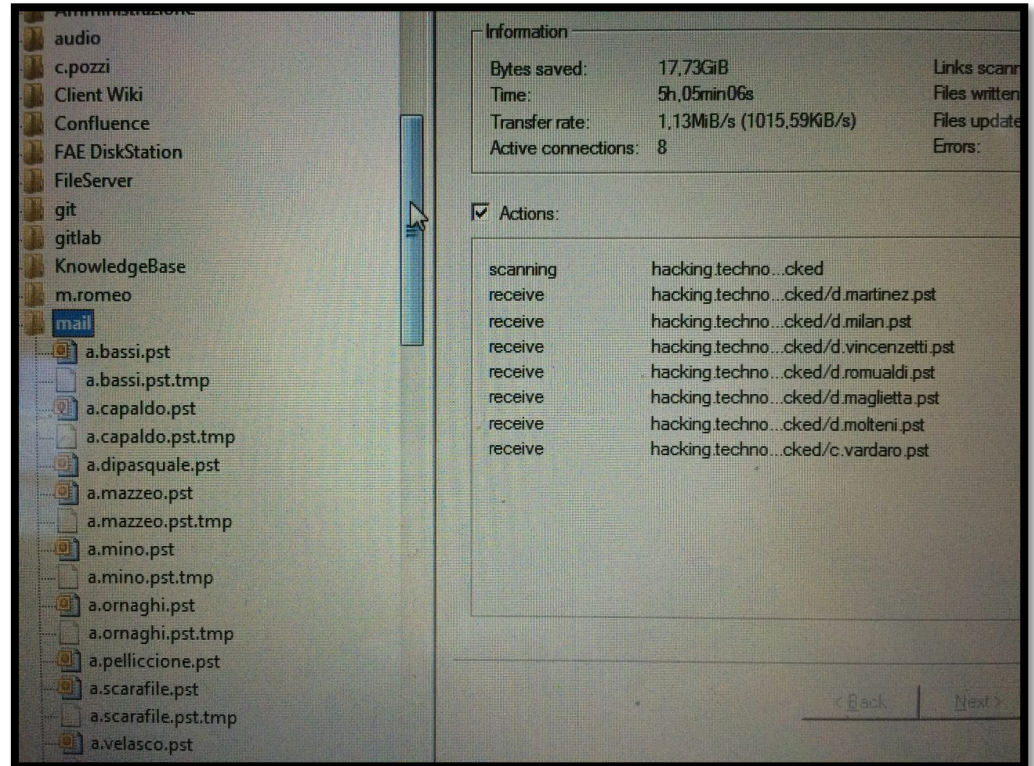 Amministrazione
audio
c.pozzi
Client Wiki
Confluence
FAE DiskStation
FileServer
git
gitlab
KnowledgeBase
m.romeo
mail
a.bassi.pst
a.bassi.pst.tmp
a.capaldo.pst
a.capaldo.pst.tmp
a.dipasquale.pst
a.mazzeo.pst
a.mazzeo.pst.tmp
a.mino.pst
a.mino.pst.tmp
a.ornaghi.pst
a.ornaghi.pst.tmp
a.pelliccione.pst
a.scarafile.pst
a.scarafile.pst.tmp
a.velasco.pst
Information
Bytes saved: 17,73GiB Links scann
Time: 5h,05min06s Files written
Transfer rate: 1,13MiB/s (1015,59KiB/s) Files update
Active connections: 8 Errors:
Actions:
scanning hacking.techno...cked
receive hacking.techno...cked/d.martinez.pst
receive hacking.techno...cked/d.milan.pst
receive hacking.techno...cked/d.vincenzetti.pst
receive hacking.techno...cked/d.romualdi.pst
receive hacking.techno...cked/d.maglietta.pst
receive hacking.techno...cked/d.molteni.pst
receive hacking.techno...cked/c.vardaro.pst
< Back Next >